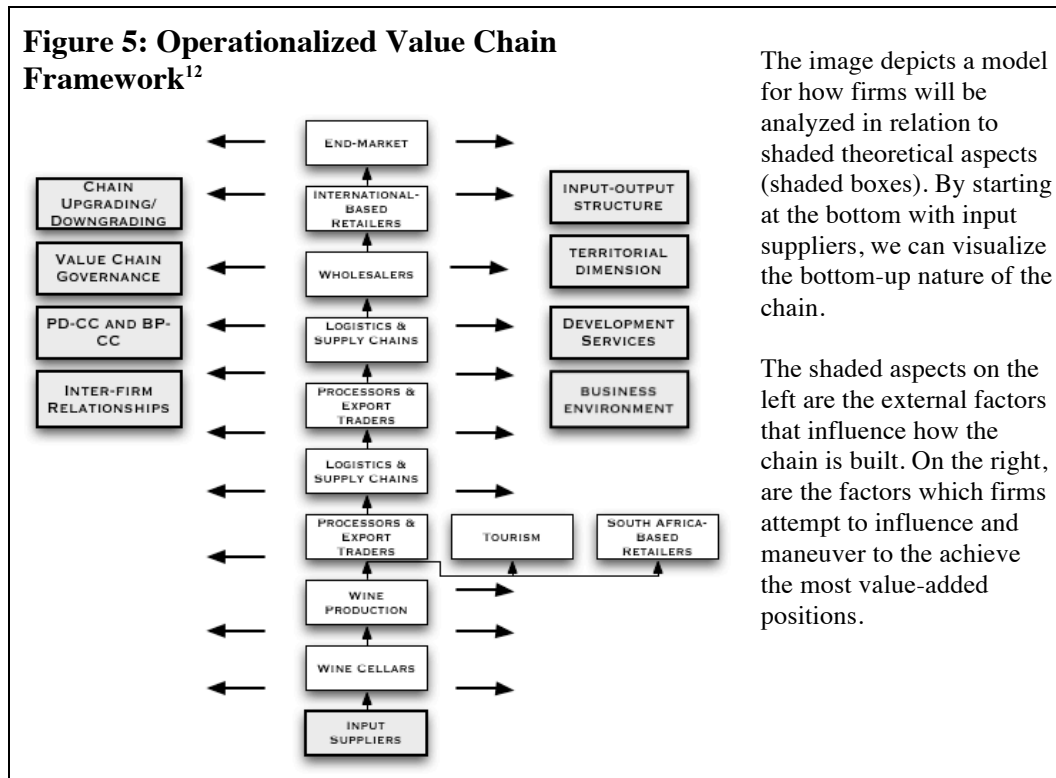 Figure 5: Operationalized Value Chain
Framework12
The image depicts a model
for how firms will be
analyzed in relation to
shaded theoretical aspects
(shaded boxes). By starting
at the bottom with input
suppliers, we can visualize
the bottom-up nature of the
chain.
The shaded aspects on the
left are the external factors
that influence how the
chain is built. On the right,
are the factors which firms
attempt to influence and
maneuver to the achieve
the most value-added
positions.
END-MARKET
CHAIN
UPGRADING/
DOWNGRADING
INTERNATIONAL-
BASED
RETAILERS
INPUT-OUTPUT
STRUCTURE
VALUE CHAIN
GOVERNANCE
WHOLESALERS
TERRITORIAL
DIMENSION
PD-CC AND BP-
CC
LOGISTICS &
SUPPLY CHAINS
DEVELOPMENT
SERVICES
INTER-FIRM
RELATIONSHIPS
PROCESSORS &
EXPORT
TRADERS
BUSINESS
ENVIRONMENT
LOGISTICS &
SUPPLY CHAINS
PROCESSORS &
EXPORT
TRADERS
TOURISM
SOUTH AFRICA-
BASED
RETAILERS
WINE
PRODUCTION
WINE CELLARS
INPUT
SUPPLIERS